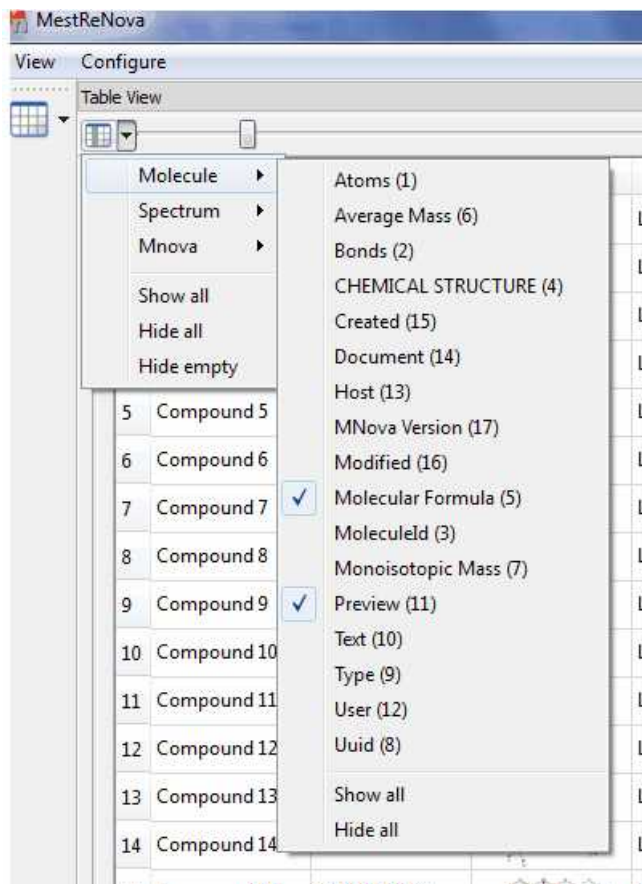 MestReNova
View Configure
Table View
Molecule
Spectrum
Mnova
Show all
Hide all
Hide empty
Atoms (1)
Average Mass (6)
Bonds (2)
CHEMICAL STRUCTURE (4)
Created (15)
Document (14)
Host (13)
MNova Version (17)
Modified (16)
Molecular Formula (5)
MoleculeId (3)
Monoisotopic Mass (7)
Preview (11)
Text (10)
Type (9)
User (12)
Uuid (8)
Show all
Hide all
5 Compound 5
6 Compound 6
7 Compound 7
8 Compound 8
9 Compound 9
10 Compound 10
11 Compound 11
12 Compound 12
13 Compound 13
14 Compound 14